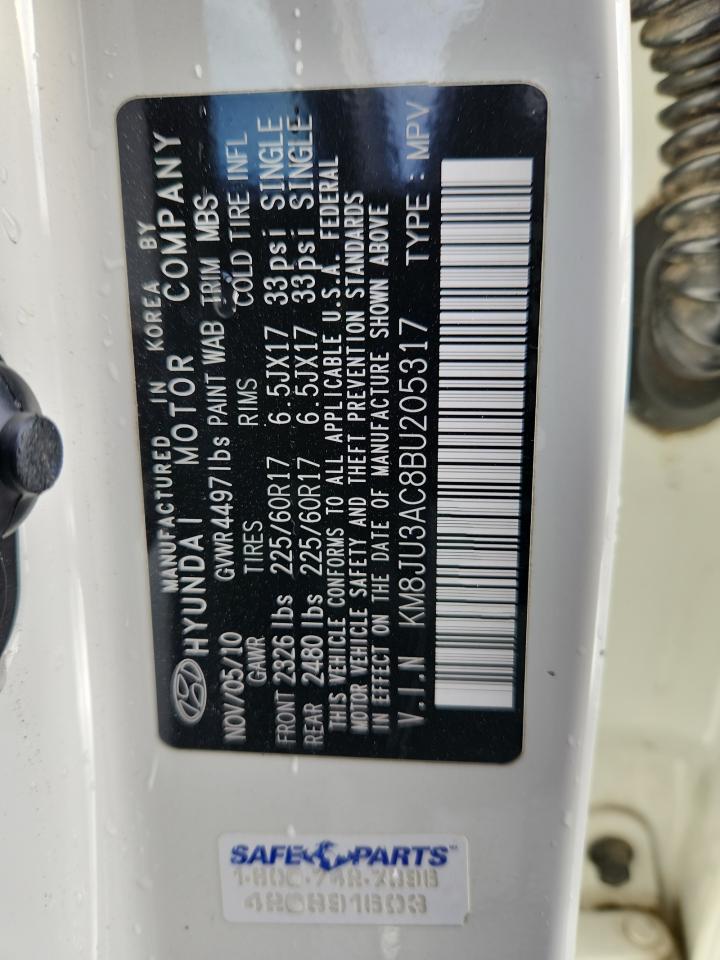 MANUFACTURED IN KOREA BY
HYUNDAI MOTOR COMPANY
NOV/05/10 GVWR 4497lbs PAINT WAB TRIM MBS
GAWR TIRES RIMS COLD TIRE INFL
FRONT 2326 lbs 225/60R17 6.5JX17 33psi SINGLE
REAR 2480 lbs 225/60R17 6.5JX17 33psi SINGLE
THIS VEHICLE CONFORMS TO ALL APPLICABLE U.S.A. FEDERAL
MOTOR VEHICLE SAFETY AND THEFT PREVENTION STANDARDS
IN EFFECT ON THE DATE OF MANUFACTURE SHOWN ABOVE
V.I.N KM8JU3AC8BU205317 TYPE : MPV
SAFE PARTS